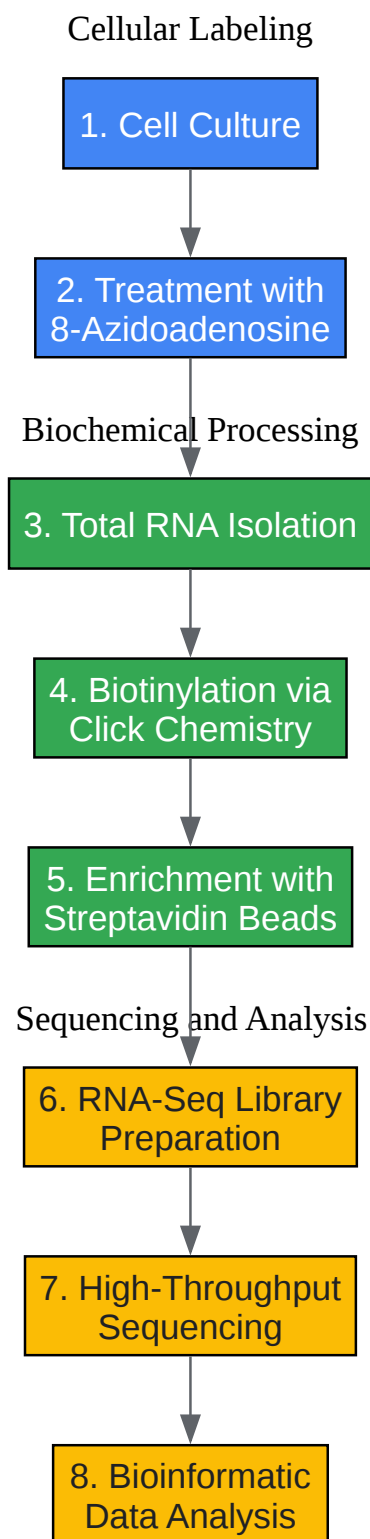 Cellular Labeling
1. Cell Culture
2. Treatment with
8-Azidoadenosine
Biochemical Processing
3. Total RNA Isolation
4. Biotinylation via
Click Chemistry
5. Enrichment with
Streptavidin Beads
Sequencing and Analysis
6. RNA-Seq Library
Preparation
7. High-Throughput
Sequencing
8. Bioinformatic
Data Analysis